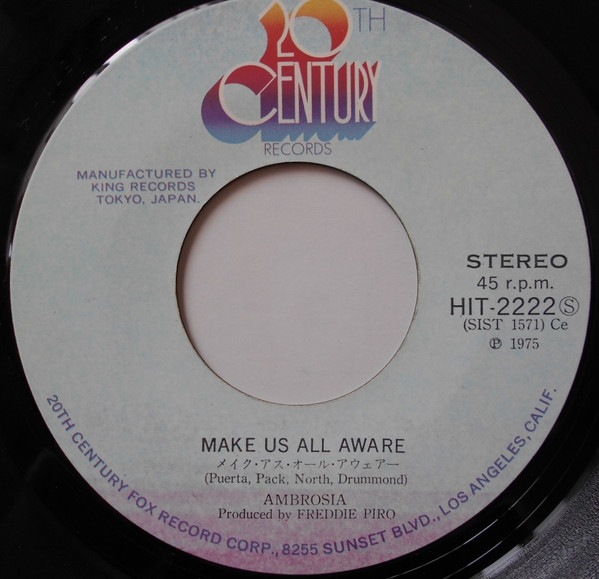 20TH
CENTURY
RECORDS
MANUFACTURED BY
KING RECORDS
TOKYO, JAPAN.
STEREO
45 r.p.m.
HIT-2222Ⓢ
(SIST 1571) Ce
Ⓟ 1975
MAKE US ALL AWARE
メイク・アス・オール・アウェアー
(Puerta, Pack, North, Drummond)
AMBROSIA
Produced by FREDDIE PIRO
20TH CENTURY FOX RECORD CORP., 8255 SUNSET BLVD., LOS ANGELES, CALIF.